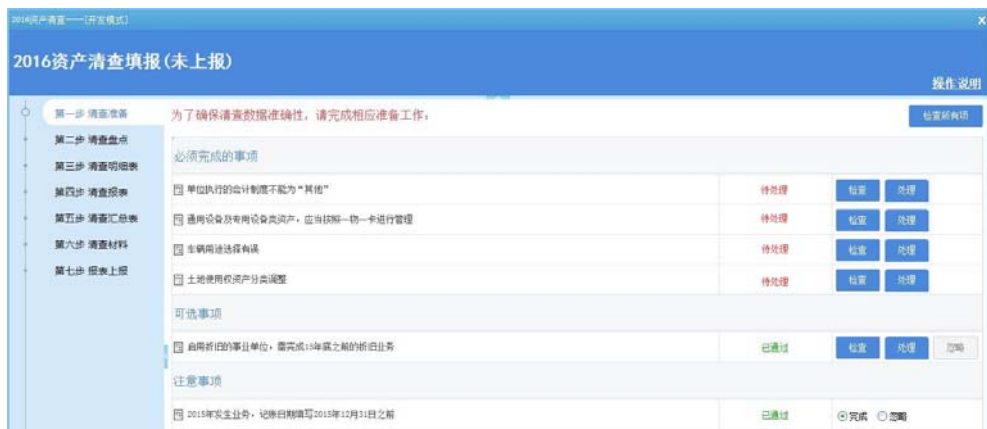 2016资产清查——[开发模式]
X
2016资产清查填报(未上报)
操作说明
第一步 清查准备
第二步 清查盘点
第三步 清查明细表
第四步 清查报表
第五步 清查汇总表
第六步 清查材料
第七步 报表上报
为了确保清查数据准确性，请完成相应准备工作：
检查所有项
必须完成的事项
单位执行的会计制度不能为“其他” 待处理 检查 处理
通用设备及专用设备类资产，应当按照一物一卡进行管理 待处理 检查 处理
车辆用途选择有误 待处理 检查 处理
土地使用权资产分类调整 待处理 检查 处理
可选事项
启用折旧的事业单位，需完成15年底之前的折旧业务 已通过 检查 处理 忽略
注意事项
2015年发生业务，记账日期填写2015年12月31日之前 已通过 完成 忽略